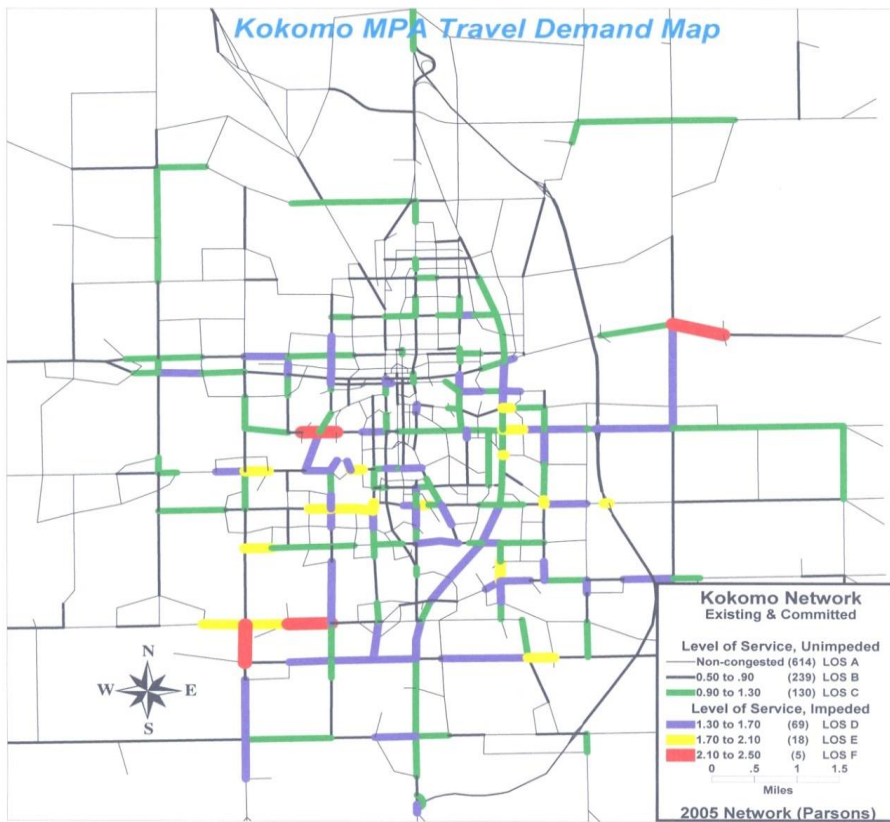 Kokomo MPA Travel Demand Map
N
W E
S
Kokomo Network
Existing & Committed
Level of Service, Unimpeded
Non-congested (614) LOS A
0.50 to .90 (239) LOS B
0.90 to 1.30 (130) LOS C
Level of Service, Impeded
1.30 to 1.70 (69) LOS D
1.70 to 2.10 (18) LOS E
2.10 to 2.50 (5) LOS F
0 .5 1 1.5
Miles
2005 Network (Parsons)